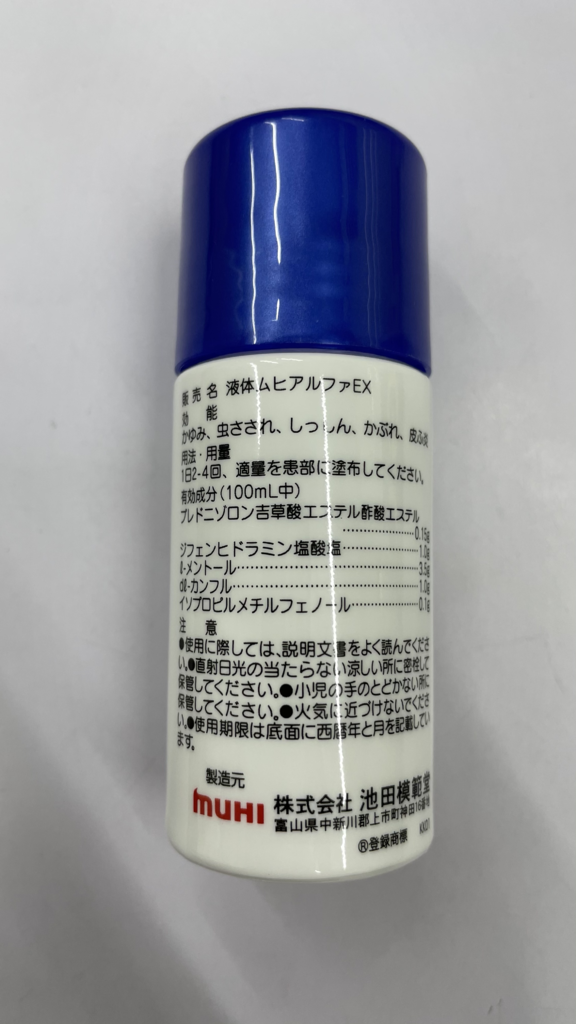 販売名 液体ムヒアルファEX
効能
かゆみ、虫さされ、しっしん、かぶれ、皮ふ炎
用法・用量
1日2-4回、適量を患部に塗布してください。
有効成分(100mL中)
プレドニゾロン吉草酸エステル酢酸エステル
……………0.15g
ジフェンヒドラミン塩酸塩……………1.0g
ℓ-メントール…………………………3.5g
dℓ-カンフル…………………………1.0g
イソプロピルメチルフェノール…………0.1g
注意
●使用に際しては、説明文書をよく読んでくださ
い。●直射日光の当たらない涼しい所に密栓して
保管してください。●小児の手のとどかない所に
保管してください。●火気に近づけないでくださ
い。●使用期限は底面に西暦年と月を記載してい
ます。
製造元
MUHI 株式会社 池田模範堂
富山県中新川郡上市町神田16番地
®登録商標